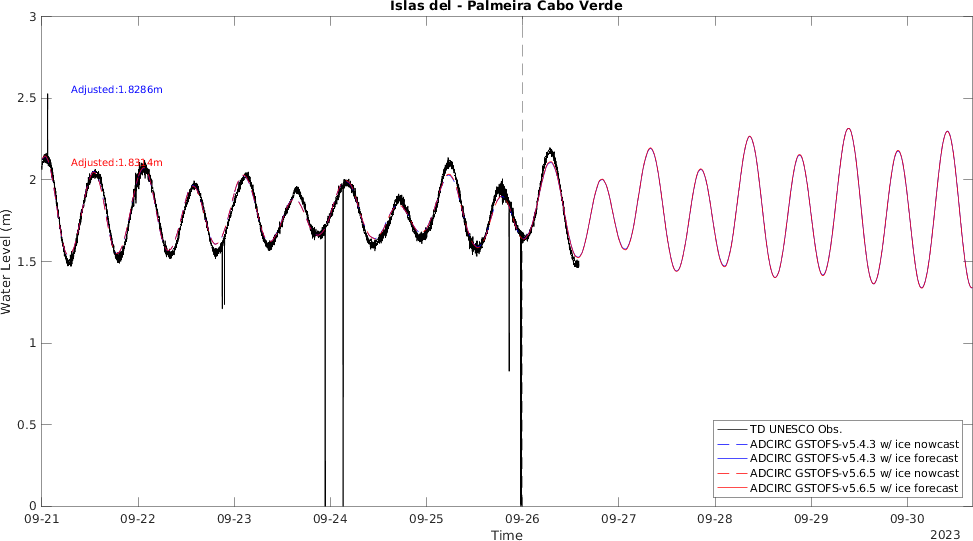 Islas del - Palmeira Cabo Verde
3
2.5
2
1.5
1
0.5
0
Water Level (m)
Adjusted:1.8286m
Adjusted:1.8314m
TD UNESCO Obs.
ADCIRC GSTOFS-v5.4.3 w/ ice nowcast
ADCIRC GSTOFS-v5.4.3 w/ ice forecast
ADCIRC GSTOFS-v5.6.5 w/ ice nowcast
ADCIRC GSTOFS-v5.6.5 w/ ice forecast
09-21 09-22 09-23 09-24 09-25 09-26 09-27 09-28 09-29 09-30
Time
2023